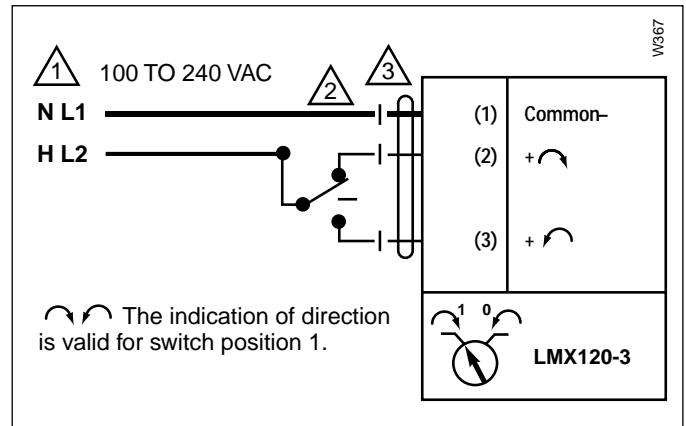 W367
1 100 TO 240 VAC 2 3
N L1
H L2
(1) Common–
(2) +
(3) +
The indication of direction
is valid for switch position 1.
1 0
LMX120-3